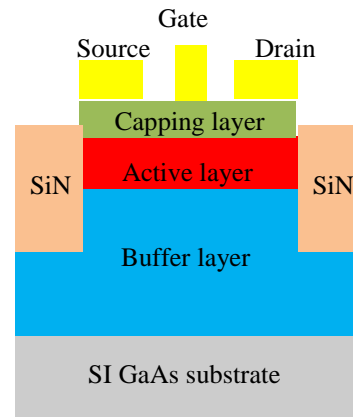 Gate
Source Drain
Capping layer
Active layer
SiN SiN
Buffer layer
SI GaAs substrate